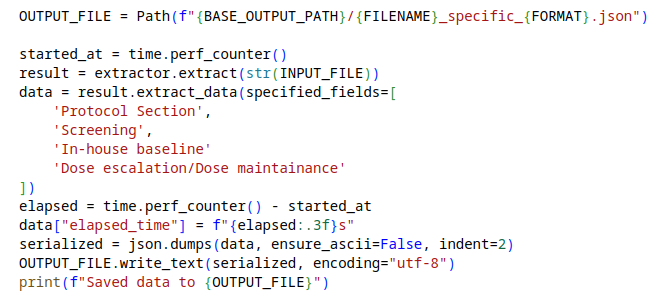 OUTPUT_FILE = Path(f"{BASE_OUTPUT_PATH}/{FILENAME}_specific_{FORMAT}.json")
started_at = time.perf_counter()
result = extractor.extract(str(INPUT_FILE))
data = result.extract_data(specified_fields=[
    'Protocol Section',
    'Screening',
    'In-house baseline'
    'Dose escalation/Dose maintainance'
])
elapsed = time.perf_counter() - started_at
data["elapsed_time"] = f"{elapsed:.3f}s"
serialized = json.dumps(data, ensure_ascii=False, indent=2)
OUTPUT_FILE.write_text(serialized, encoding="utf-8")
print(f"Saved data to {OUTPUT_FILE}")